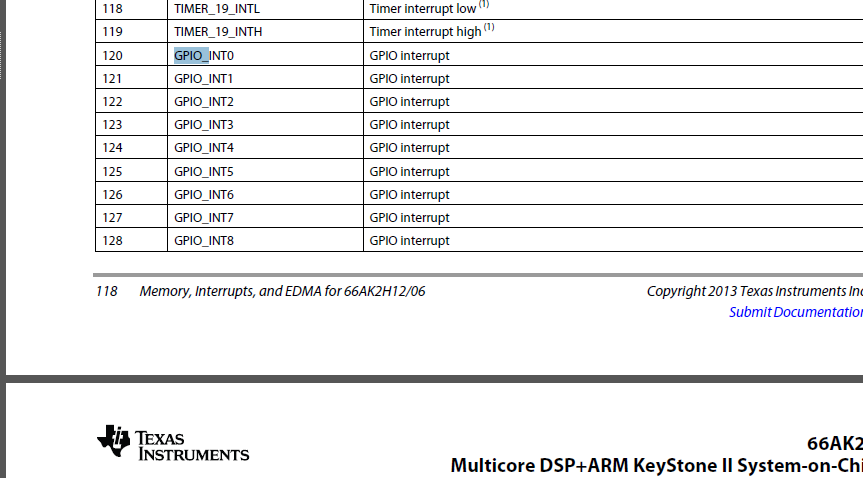 118 TIMER_19_INTL Timer interrupt low (1)
119 TIMER_19_INTH Timer interrupt high (1)
120 GPIO_INT0 GPIO interrupt
121 GPIO_INT1 GPIO interrupt
122 GPIO_INT2 GPIO interrupt
123 GPIO_INT3 GPIO interrupt
124 GPIO_INT4 GPIO interrupt
125 GPIO_INT5 GPIO interrupt
126 GPIO_INT6 GPIO interrupt
127 GPIO_INT7 GPIO interrupt
128 GPIO_INT8 GPIO interrupt
118 Memory, Interrupts, and EDMA for 66AK2H12/06 Copyright 2013 Texas Instruments Inc
Submit Documentation
TEXAS
INSTRUMENTS
66AK2
Multicore DSP+ARM KeyStone II System-on-Chi